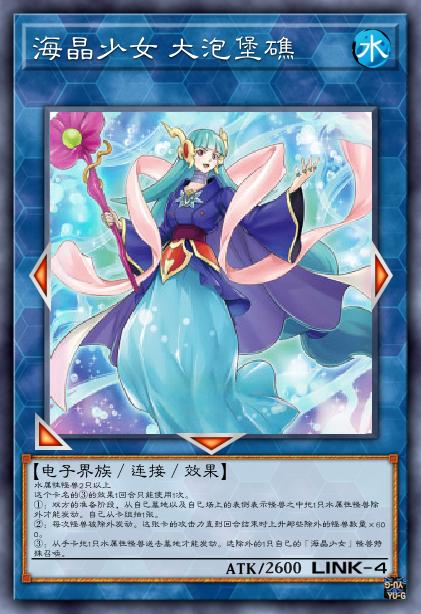 海晶少女 大泡堡礁
水
【电子界族／连接／效果】
水属性怪兽2只以上
这个卡名的③的效果1回合只能使用1次。
①：双方的准备阶段，从自己墓地以及自己场上的表侧表示怪兽之中把1只水属性怪兽除
外才能发动。自己从卡组抽1张。
②：每次怪兽被除外发动。这张卡的攻击力直到回合结束时上升那些除外的怪兽数量×60
0。
③：从手卡把1只水属性怪兽送去墓地才能发动。选除外的1只自己的「海晶少女」怪兽特
殊召唤。
ATK/2600 LINK-4